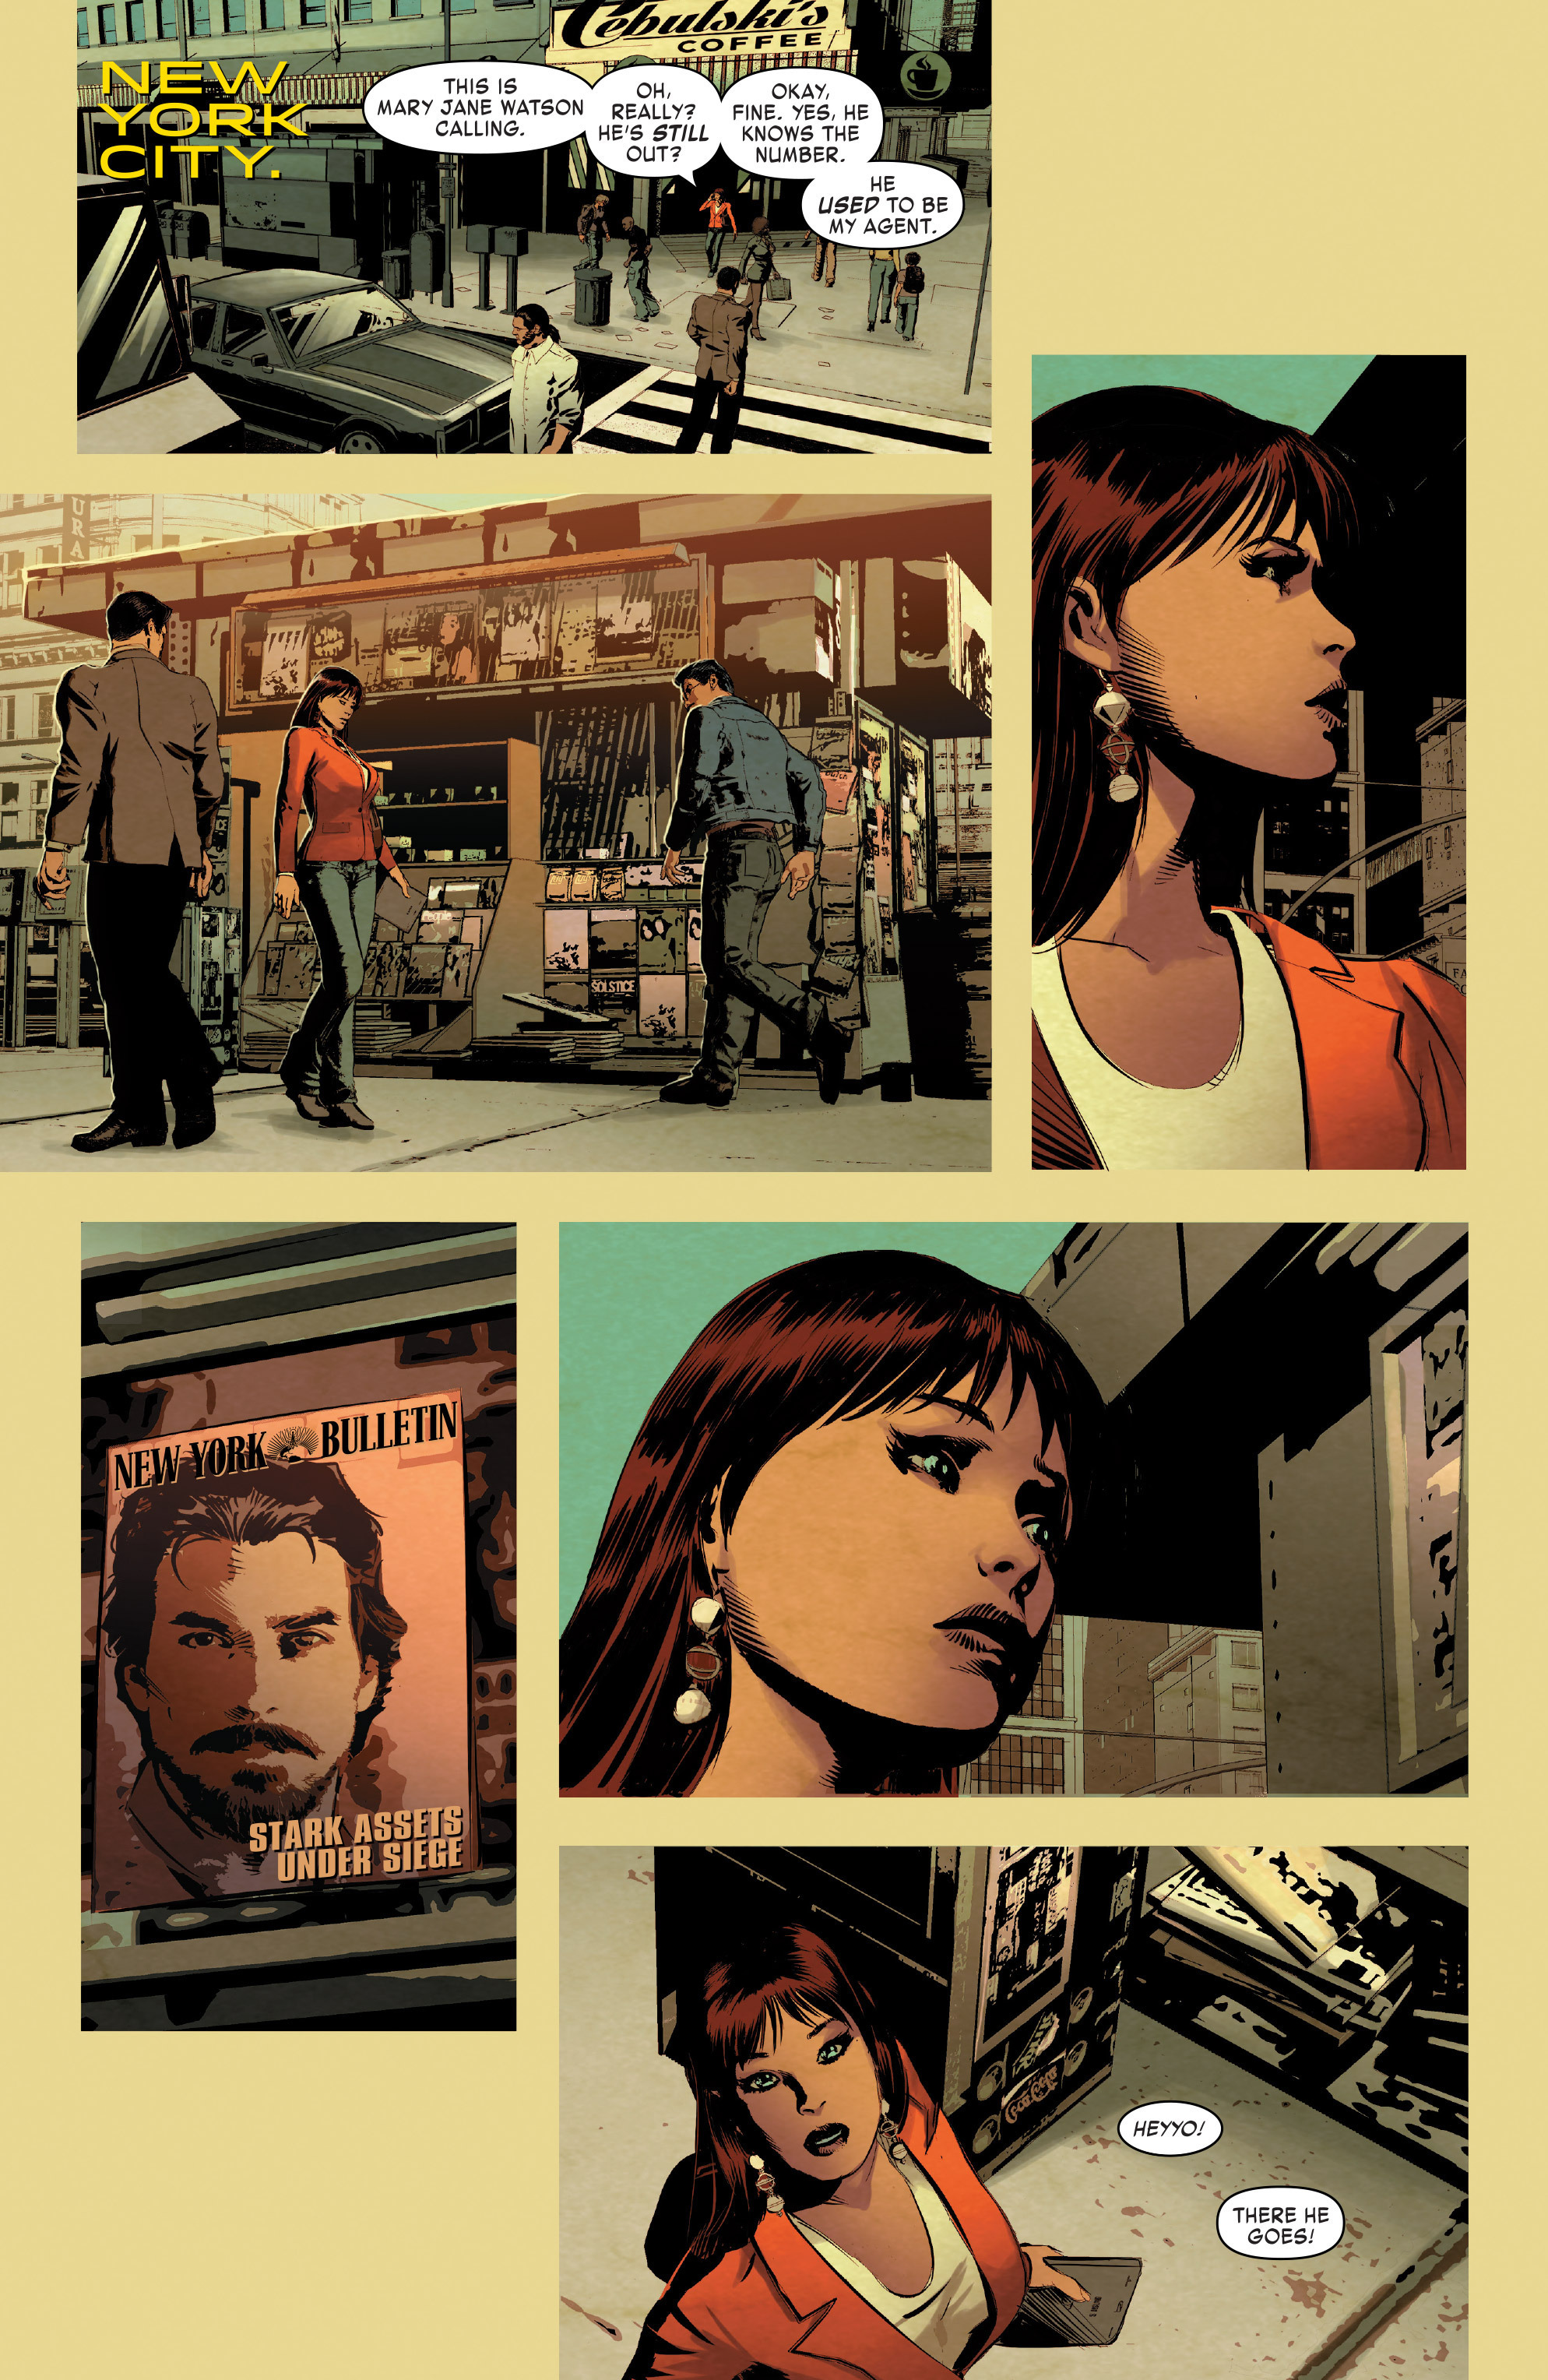 Cebulski's
COFFEE
NEW
YORK
CITY.
THIS IS
MARY JANE WATSON
CALLING.
OH,
REALLY?
HE'S STILL
OUT?
OKAY,
FINE. YES, HE
KNOWS THE
NUMBER.
HE
USED TO BE
MY AGENT.
URA
People
SOLSTICE
NEW YORK BULLETIN
STARK ASSETS
UNDER SIEGE
HEYYO!
THERE HE
GOES!